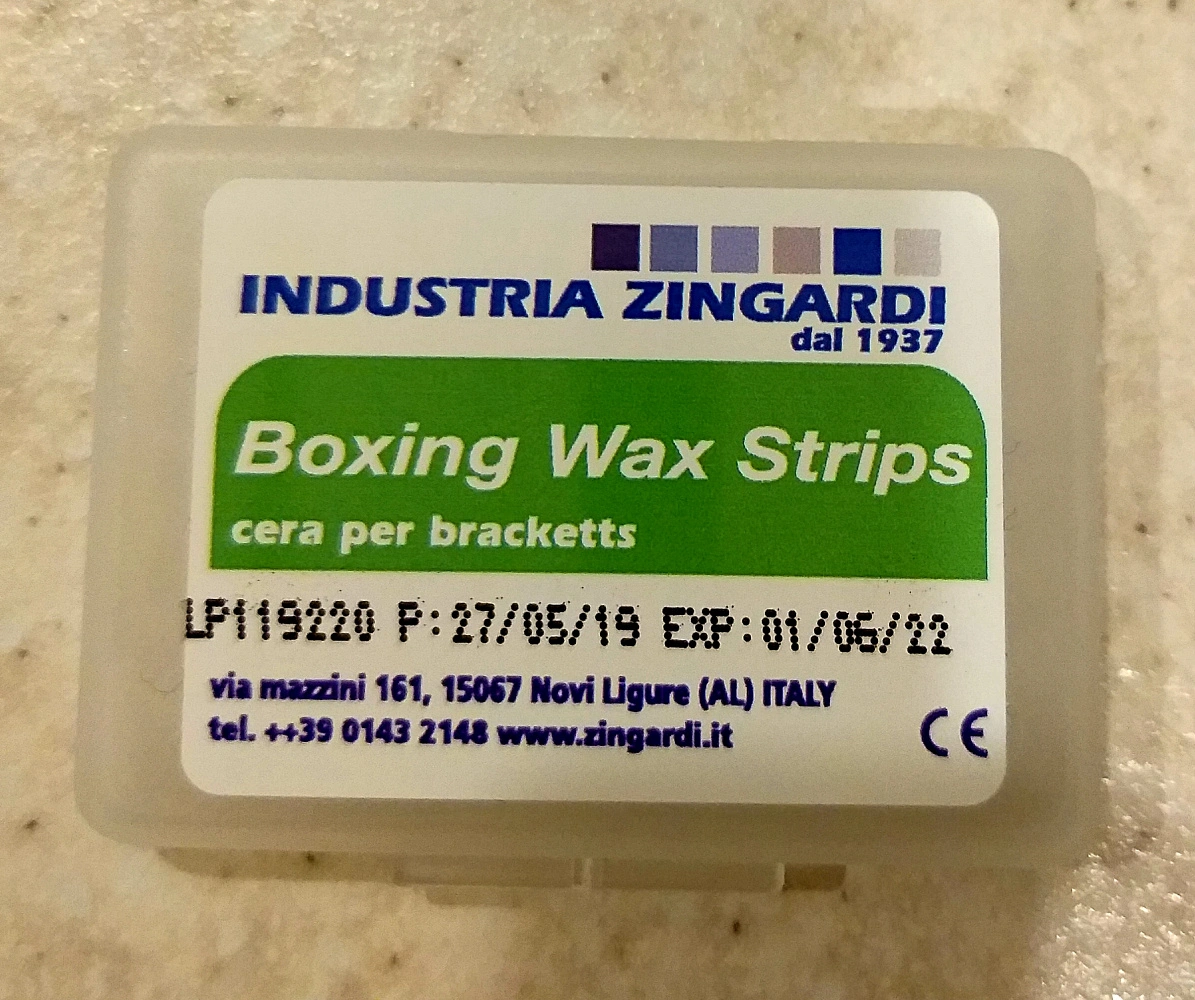 INDUSTRIA ZINGARDI
dal 1937
Boxing Wax Strips
cera per bracketts
LP119220 P:27/05/19 EXP:01/06/22
via mazzini 161, 15067 Novi Ligure (AL) ITALY
tel. ++39 0143 2148 www.zingardi.it
CE